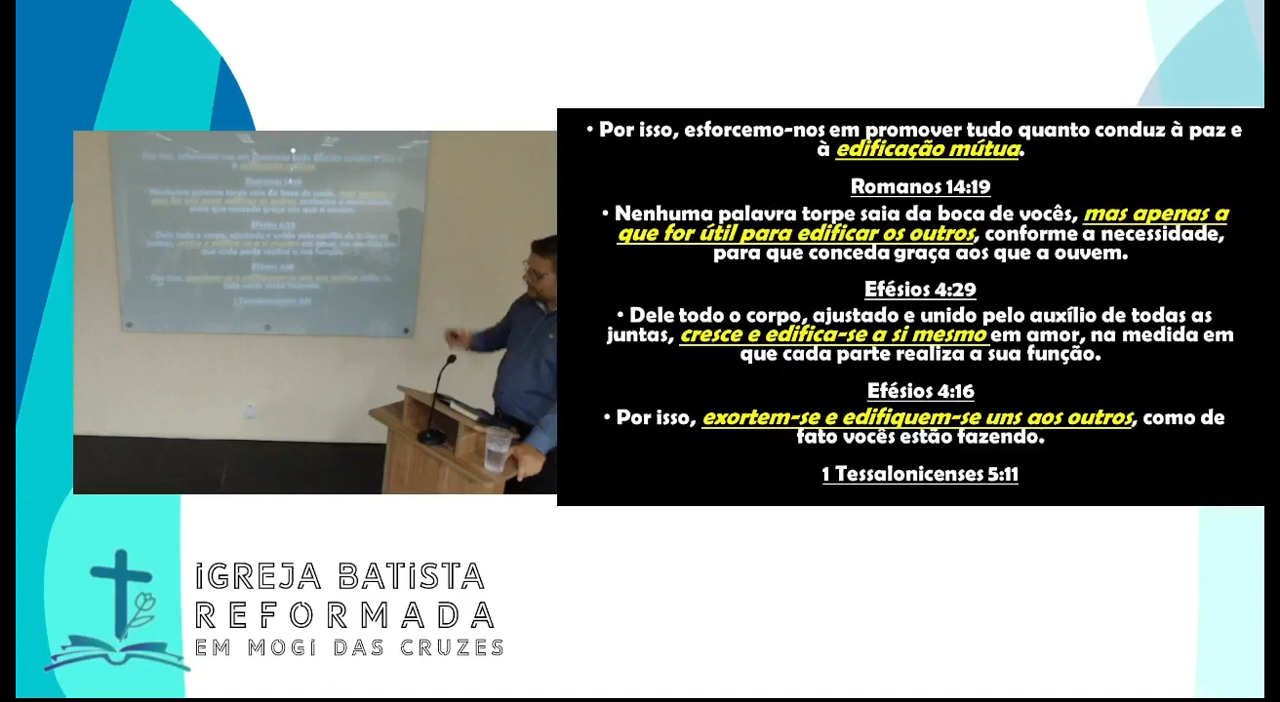 • Por isso, esforcemo-nos em promover tudo quanto conduz à paz e
à edificação mútua.
Romanos 14:19
• Nenhuma palavra torpe saia da boca de vocês, mas apenas a
que for útil para edificar os outros, conforme a necessidade,
para que conceda graça aos que a ouvem.
Efésios 4:29
• Dele todo o corpo, ajustado e unido pelo auxílio de todas as
juntas, cresce e edifica-se a si mesmo em amor, na medida em
que cada parte realiza a sua função.
Efésios 4:16
• Por isso, exortem-se e edifiquem-se uns aos outros, como de
fato vocês estão fazendo.
1 Tessalonicenses 5:11
IGREJA BATISTA
REFORMADA
EM MOGI DAS CRUZES